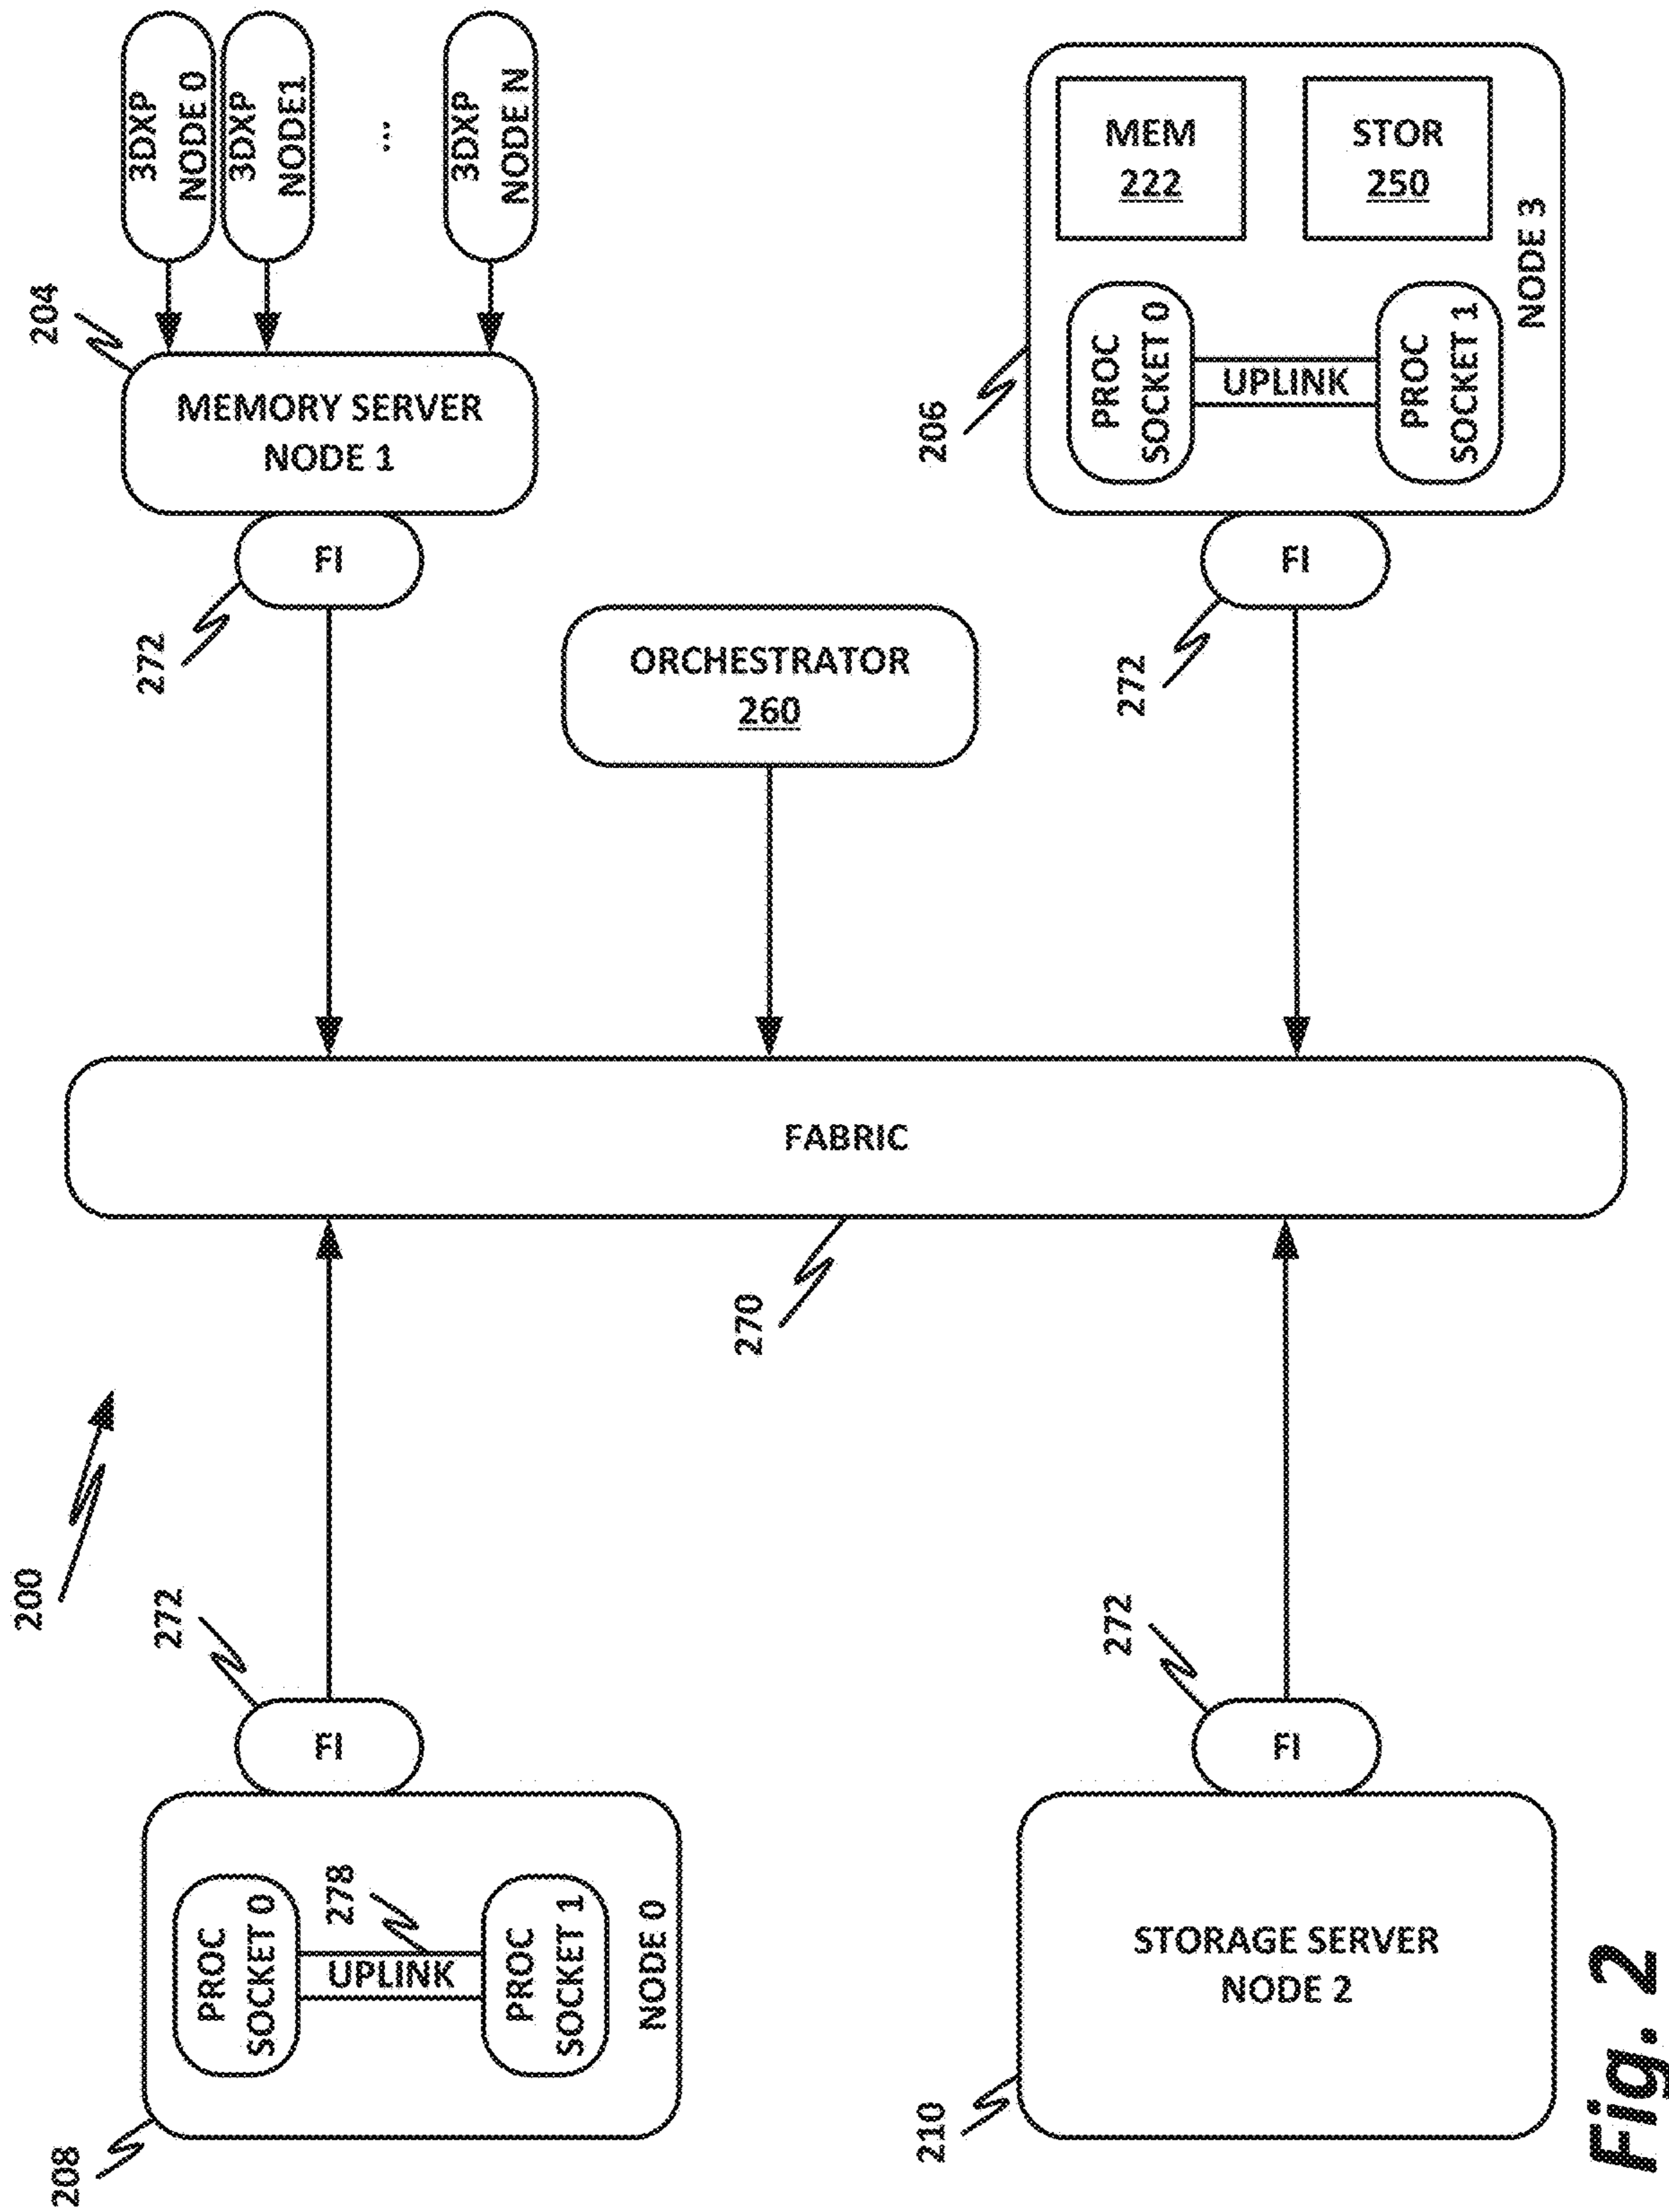 3DXP
NODE 0
3DXP
NODE1
...
3DXP
NODE N
204
MEMORY SERVER
NODE 1
FI
272
MEM
222
STOR
250
PROC
SOCKET 0
UPLINK
PROC
SOCKET 1
NODE 3
206
FI
272
ORCHESTRATOR
260
FABRIC
270
200
272
FI
PROC
SOCKET 0
278
UPLINK
PROC
SOCKET 1
NODE 0
208
272
FI
STORAGE SERVER
NODE 2
210
Fig. 2